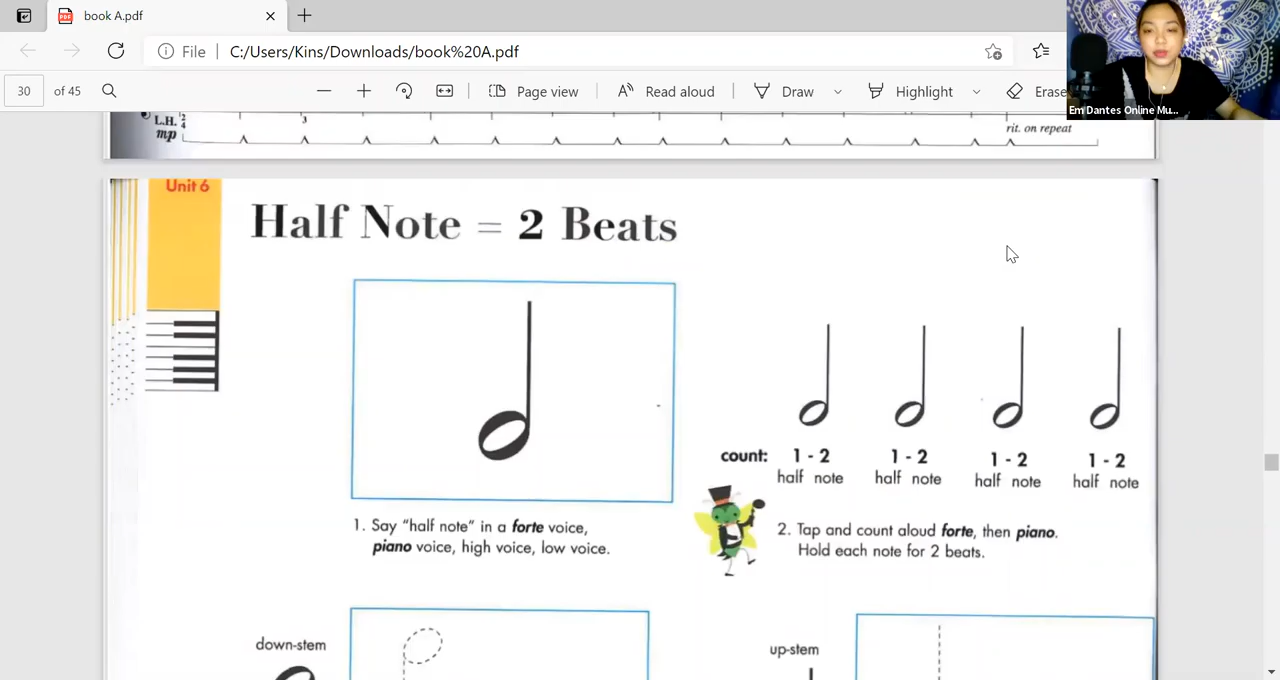 book A.pdf
File
C:/Users/Kins/Downloads/book%20A.pdf
30 of 45
Page view
Read aloud
Draw
Highlight
Erase
Em Dantes Online Mu...
L.H.
mp
3
rit. on repeat
Unit 6
Half Note = 2 Beats
count: 1 - 2 1 - 2 1 - 2 1 - 2
half note half note half note half note
1. Say "half note" in a forte voice,
piano voice, high voice, low voice.
2. Tap and count aloud forte, then piano.
Hold each note for 2 beats.
down-stem
up-stem